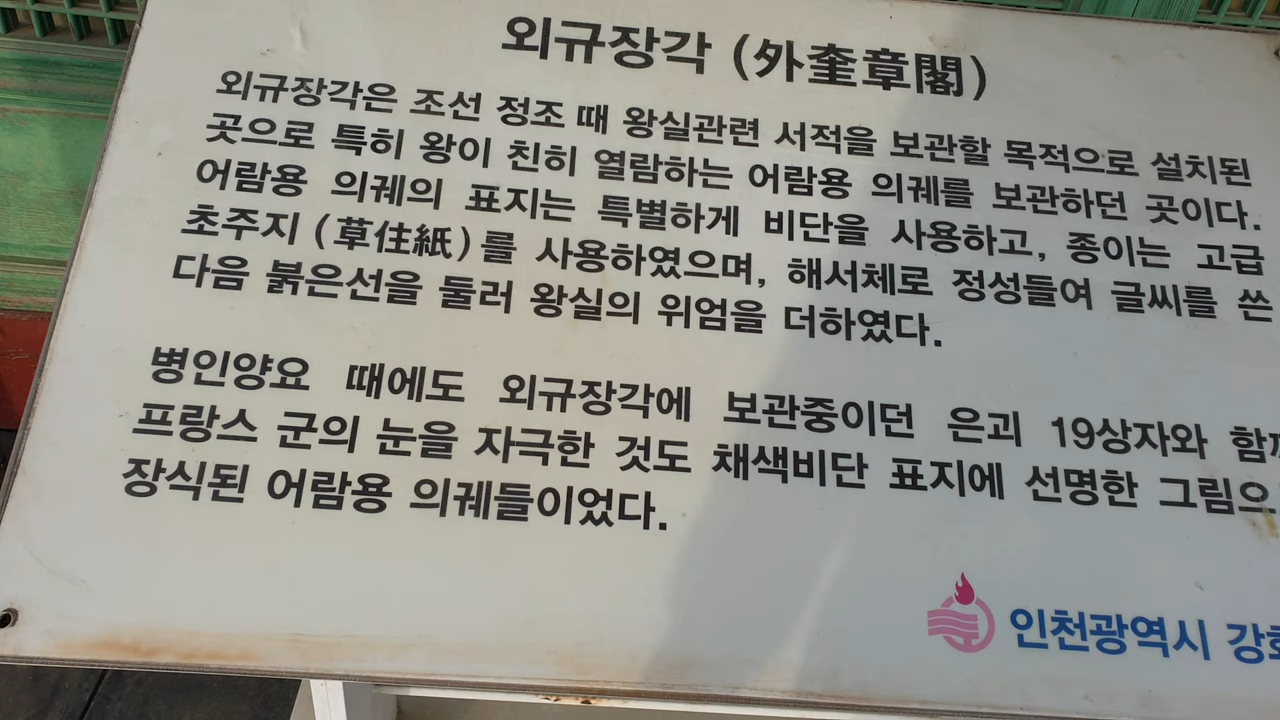 외규장각 (外奎章閣)
외규장각은 조선 정조 때 왕실관련 서적을 보관할 목적으로 설치된
곳으로 특히 왕이 친히 열람하는 어람용 의궤를 보관하던 곳이다.
어람용 의궤의 표지는 특별하게 비단을 사용하고, 종이는 고급
초주지 (草住紙)를 사용하였으며, 해서체로 정성들여 글씨를 쓴
다음 붉은선을 둘러 왕실의 위엄을 더하였다.
병인양요 때에도 외규장각에 보관중이던 은괴 19상자와
프랑스 군의 눈을 자극한 것도 채색비단 표지에 선명한 그림으
장식된 어람용 의궤들이었다.
인천광역시